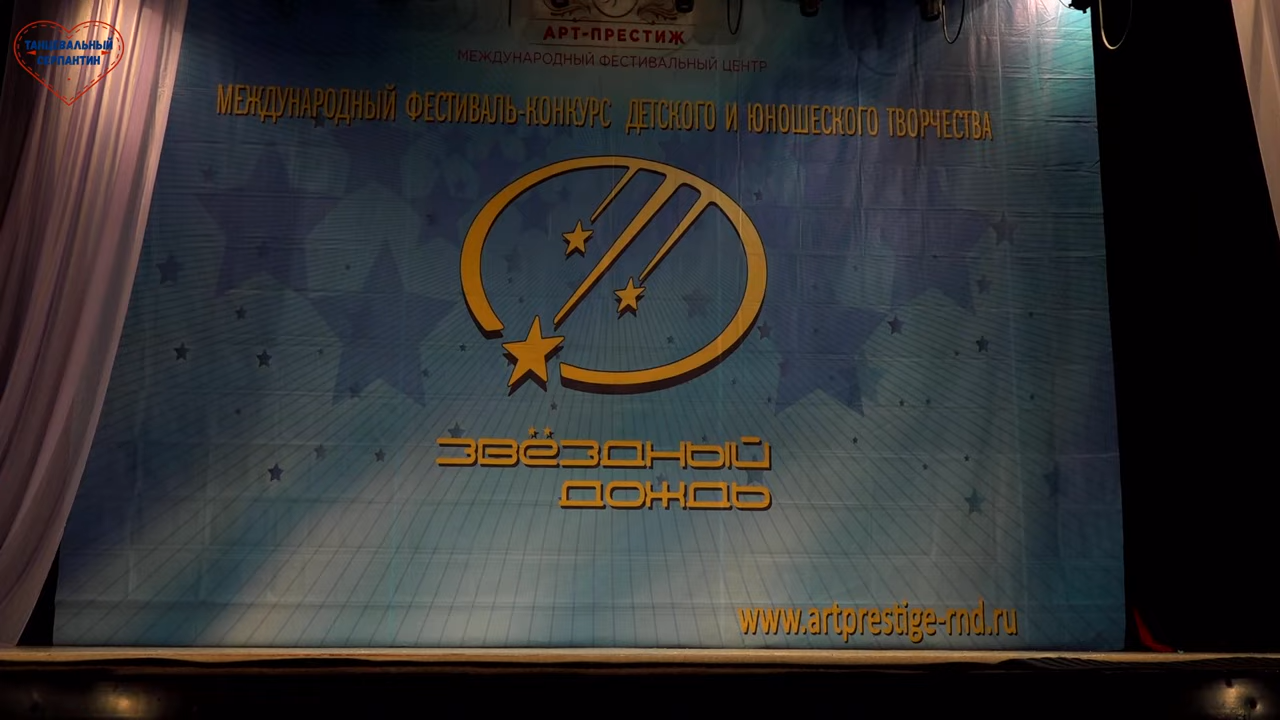 ТАНЦЕВАЛЬНЫЙ
СЕРПАНТИН
АРТ-ПРЕСТИЖ
МЕЖДУНАРОДНЫЙ ФЕСТИВАЛЬНЫЙ ЦЕНТР
МЕЖДУНАРОДНЫЙ ФЕСТИВАЛЬ-КОНКУРС ДЕТСКОГО И ЮНОШЕСКОГО ТВОРЧЕСТВА
ЗВЁЗДНЫЙ
ДОЖДЬ
www.artprestige-rnd.ru